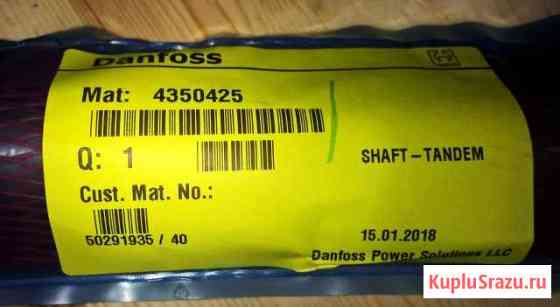 Danfoss
Mat: 4350425
Q: 1
SHAFT-TANDEM
Cust. Mat. No.:
50291935 / 40
15.01.2018
Danfoss Power Solutions LLC
KupluSrazu.ru